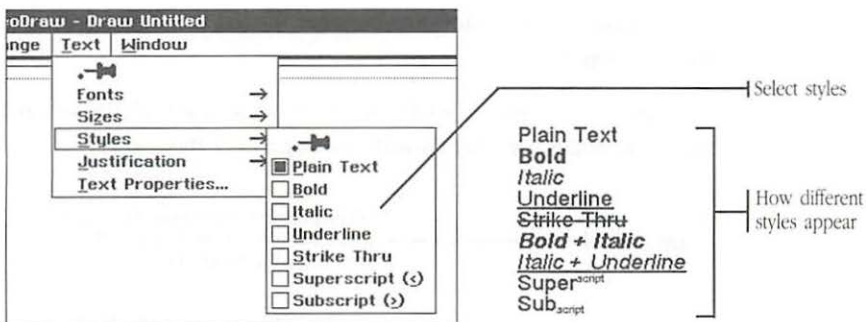 oDraw - Draw Untitled
nge Text Window
Fonts →
Sizes →
Styles →
Justification →
Text Properties...
Plain Text
Bold
Italic
Underline
Strike Thru
Superscript (<)
Subscript (>)
Select styles
Plain Text
Bold
Italic
Underline
Strike Thru
Bold + Italic
Italic + Underline
Superscript
Subscript
How different
styles appear